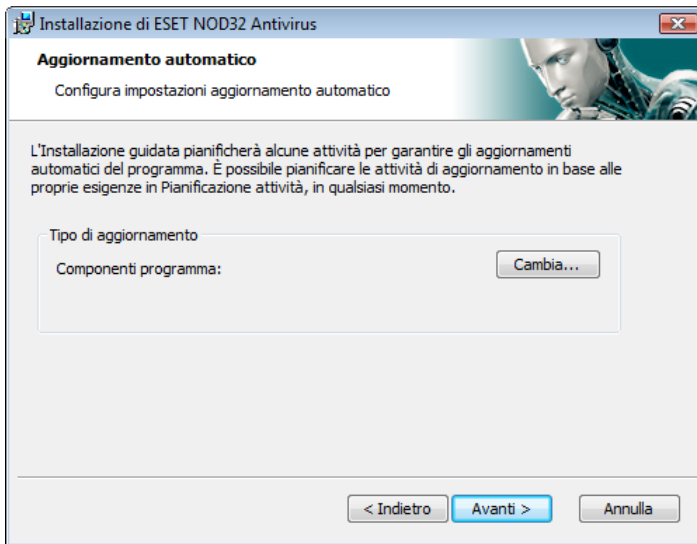 Installazione di ESET NOD32 Antivirus
Aggiornamento automatico
Configura impostazioni aggiornamento automatico
L'Installazione guidata pianificherà alcune attività per garantire gli aggiornamenti
automatici del programma. È possibile pianificare le attività di aggiornamento in base alle
proprie esigenze in Pianificazione attività, in qualsiasi momento.
Tipo di aggiornamento
Componenti programma:
Cambia...
< Indietro
Avanti >
Annulla